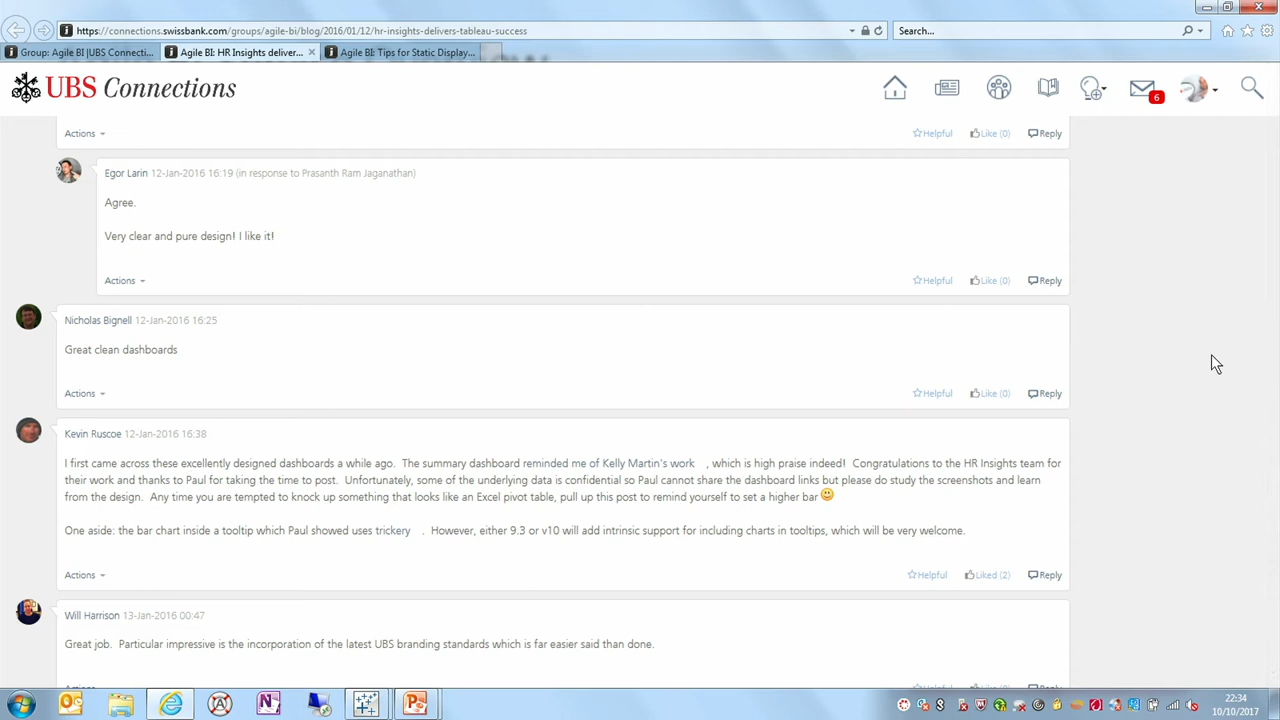 https://connections.swissbank.com/groups/agile-bi/blog/2016/01/12/hr-insights-delivers-tableau-success
Search...
Group: Agile BI |UBS Connecti...
Agile BI: HR Insights deliver...
Agile BI: Tips for Static Display...
UBS Connections
6
Actions
Helpful Like (0) Reply
Egor Larin 12-Jan-2016 16:19 (in response to Prasanth Ram Jaganathan)
Agree.
Very clear and pure design! I like it!
Actions
Helpful Like (0) Reply
Nicholas Bignell 12-Jan-2016 16:25
Great clean dashboards
Actions
Helpful Like (0) Reply
Kevin Ruscoe 12-Jan-2016 16:38
I first came across these excellently designed dashboards a while ago. The summary dashboard reminded me of Kelly Martin's work , which is high praise indeed! Congratulations to the HR Insights team for
their work and thanks to Paul for taking the time to post. Unfortunately, some of the underlying data is confidential so Paul cannot share the dashboard links but please do study the screenshots and learn
from the design. Any time you are tempted to knock up something that looks like an Excel pivot table, pull up this post to remind yourself to set a higher bar
One aside: the bar chart inside a tooltip which Paul showed uses trickery . However, either 9.3 or v10 will add intrinsic support for including charts in tooltips, which will be very welcome.
Actions
Helpful Liked (2) Reply
Will Harrison 13-Jan-2016 00:47
Great job. Particular impressive is the incorporation of the latest UBS branding standards which is far easier said than done.
22:34
10/10/2017